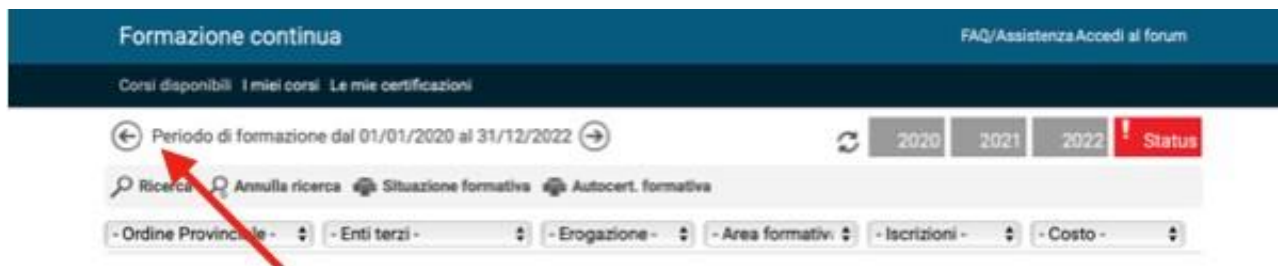 Formazione continua FAQ/Assistenza Accedi al forum
Corsi disponibili I miei corsi Le mie certificazioni
Periodo di formazione dal 01/01/2020 al 31/12/2022 2020 2021 2022 ! Status
Ricerca Annulla ricerca Situazione formativa Autocert. formativa
- Ordine Provinciale - - Enti terzi - - Erogazione - - Area formativ - Iscrizioni - - Costo -